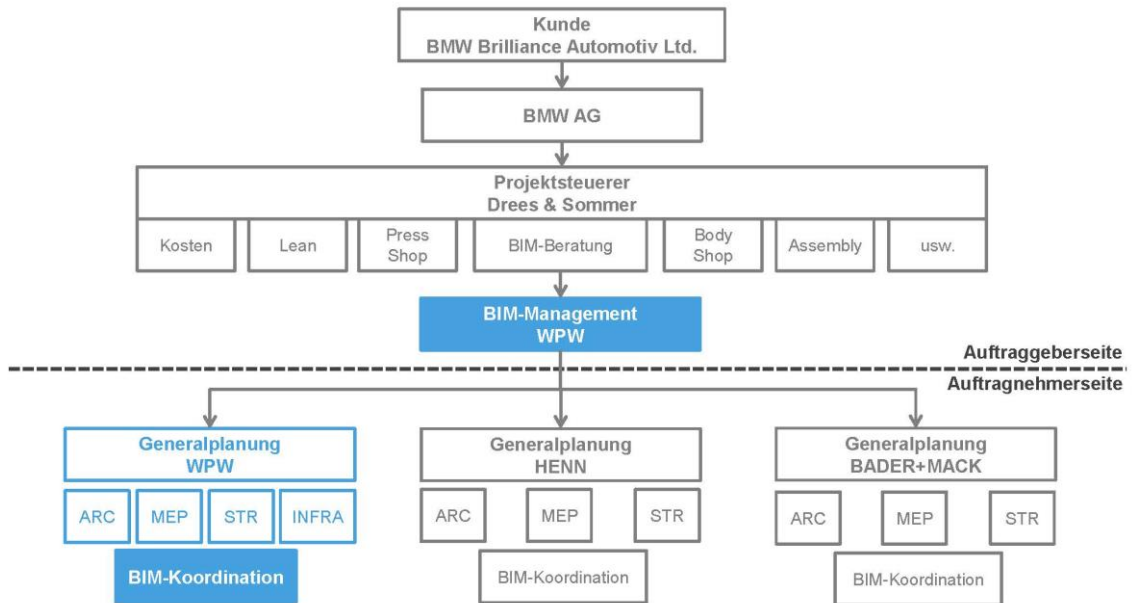 Kunde
BMW Brilliance Automotiv Ltd.
BMW AG
Projektsteuerer
Drees & Sommer
Kosten
Lean
Press
Shop
BIM-Beratung
Body
Shop
Assembly
usw.
BIM-Management
WPW
Auftraggeberseite
Auftragnehmerseite
Generalplanung
WPW
ARC
MEP
STR
INFRA
BIM-Koordination
Generalplanung
HENN
ARC
MEP
STR
BIM-Koordination
Generalplanung
BADER+MACK
ARC
MEP
STR
BIM-Koordination